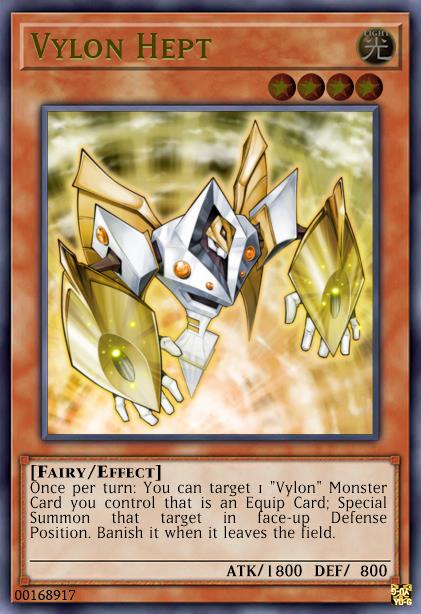 Vylon Hept
LIGHT
光
[Fairy/Effect]
Once per turn: You can target 1 "Vylon" Monster
Card you control that is an Equip Card; Special
Summon that target in face-up Defense
Position. Banish it when it leaves the field.
ATK/1800 DEF/ 800
00168917